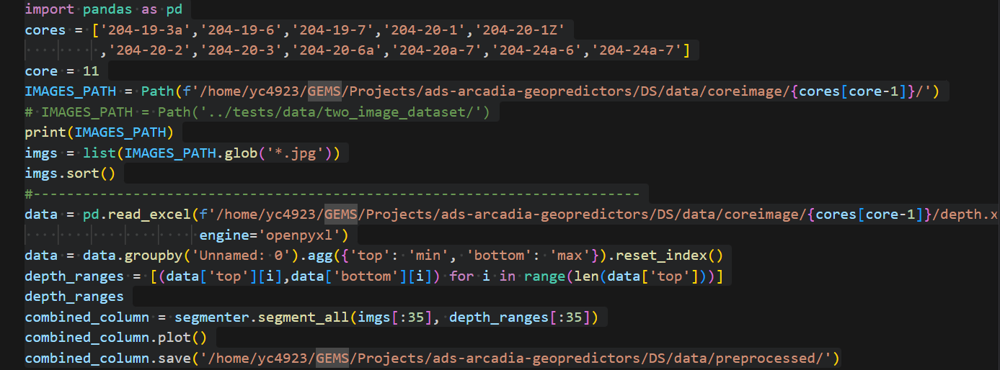 import pandas as pd
cores = ['204-19-3a','204-19-6','204-19-7','204-20-1','204-20-1Z'
,'204-20-2','204-20-3','204-20-6a','204-20a-7','204-24a-6','204-24a-7']
core = 11
IMAGES_PATH = Path(f'/home/yc4923/GEMS/Projects/ads-arcadia-geopredictors/DS/data/coreimage/{cores[core-1]}/')
# IMAGES_PATH = Path('../tests/data/two_image_dataset/')
print(IMAGES_PATH)
imgs = list(IMAGES_PATH.glob('*.jpg'))
imgs.sort()
#-------------------------------------------------------------------------
data = pd.read_excel(f'/home/yc4923/GEMS/Projects/ads-arcadia-geopredictors/DS/data/coreimage/{cores[core-1]}/depth.x
engine='openpyxl')
data = data.groupby('Unnamed: 0').agg({'top': 'min', 'bottom': 'max'}).reset_index()
depth_ranges = [(data['top'][i],data['bottom'][i]) for i in range(len(data['top']))]
depth_ranges
combined_column = segmenter.segment_all(imgs[:35], depth_ranges[:35])
combined_column.plot()
combined_column.save('/home/yc4923/GEMS/Projects/ads-arcadia-geopredictors/DS/data/preprocessed/')